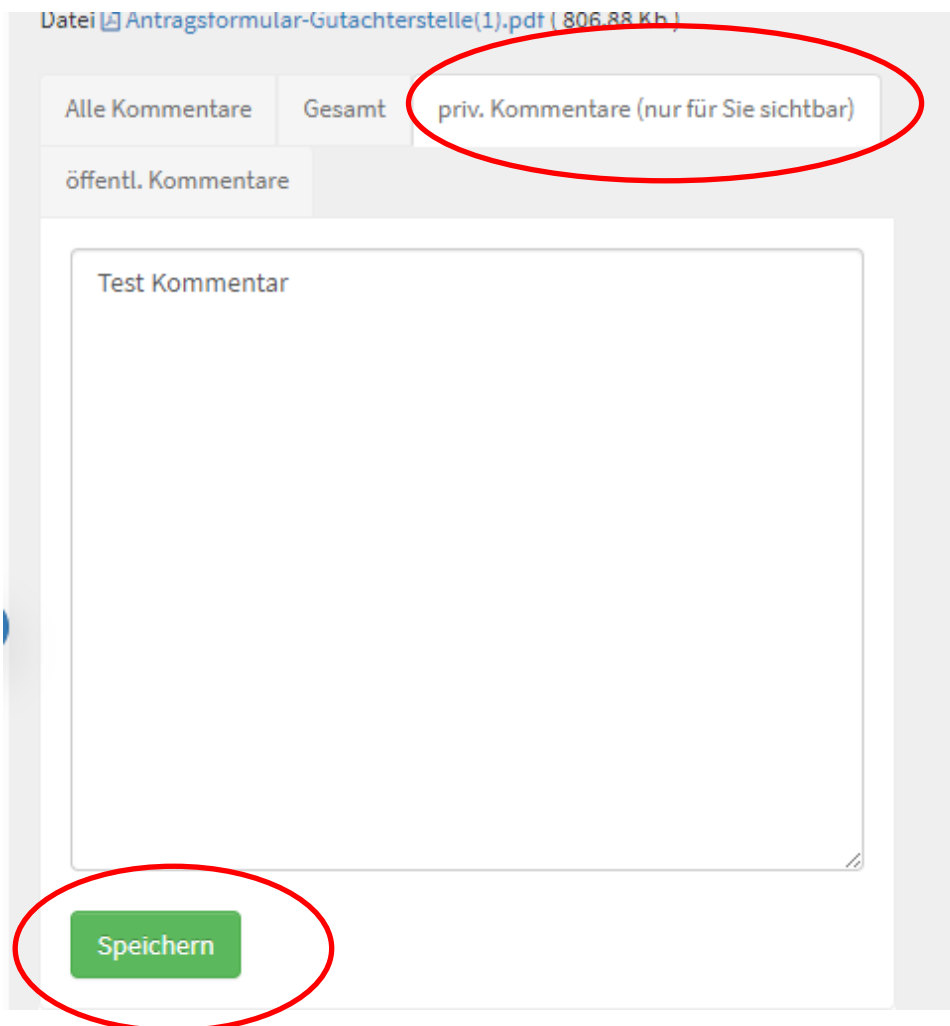 Datei Antragsformular-Gutachterstelle(1).pdf ( 806.88 Kb )
Alle Kommentare Gesamt priv. Kommentare (nur für Sie sichtbar)
öffentl. Kommentare
Test Kommentar
Speichern